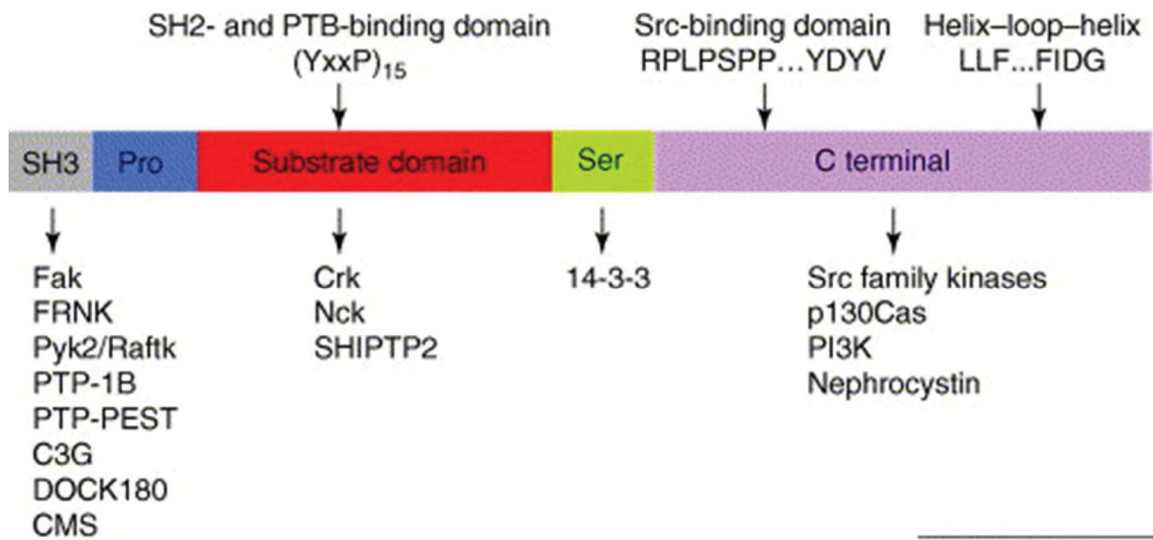 SH2- and PTB-binding domain
(YxxP)15
Src-binding domain
RPLPSPP...YDYV
Helix–loop–helix
LLF...FIDG
SH3
Pro
Substrate domain
Ser
C terminal
Fak
FRNK
Pyk2/Raftk
PTP-1B
PTP-PEST
C3G
DOCK180
CMS
Crk
Nck
SHIPTP2
14-3-3
Src family kinases
p130Cas
PI3K
Nephrocystin